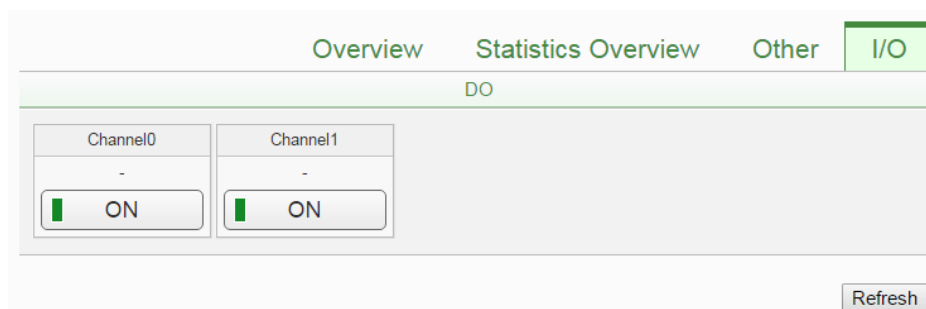 Overview Statistics Overview Other I/O
DO
Channel0 Channel1
- -
ON ON
Refresh